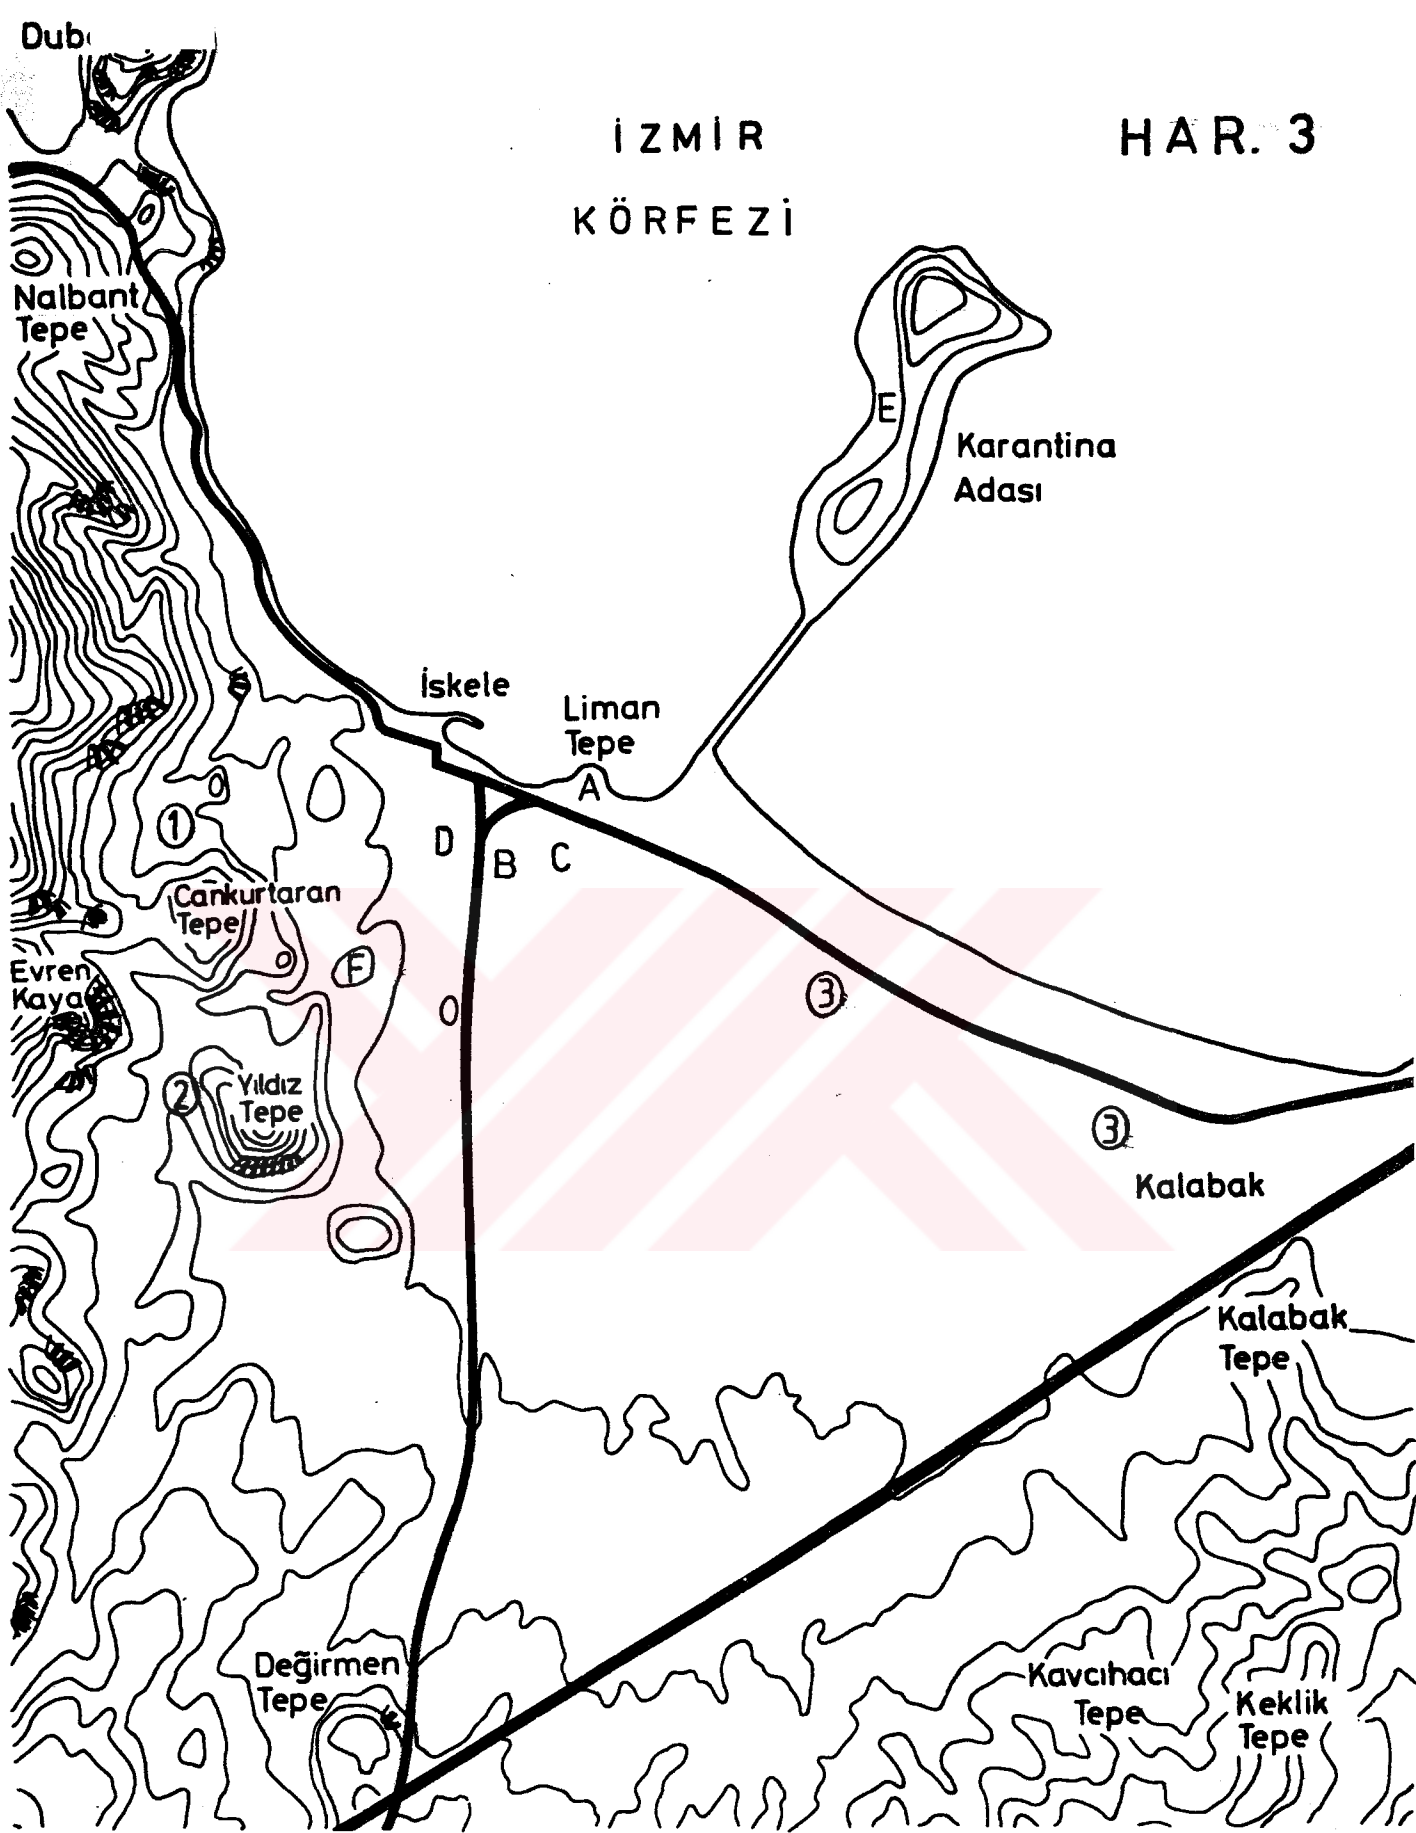 Dub
İZMİR
KÖRFEZİ
HAR. 3
Nalbant
Tepe
E
Karantina
Adası
İskele
Liman
Tepe
A
1
D
B
C
Cankurtaran
Tepe
Evren
Kaya
F
3
2
Yıldız
Tepe
3
Kalabak
Kalabak
Tepe
Değirmen
Tepe
Kavcıhacı
Tepe
Keklik
Tepe